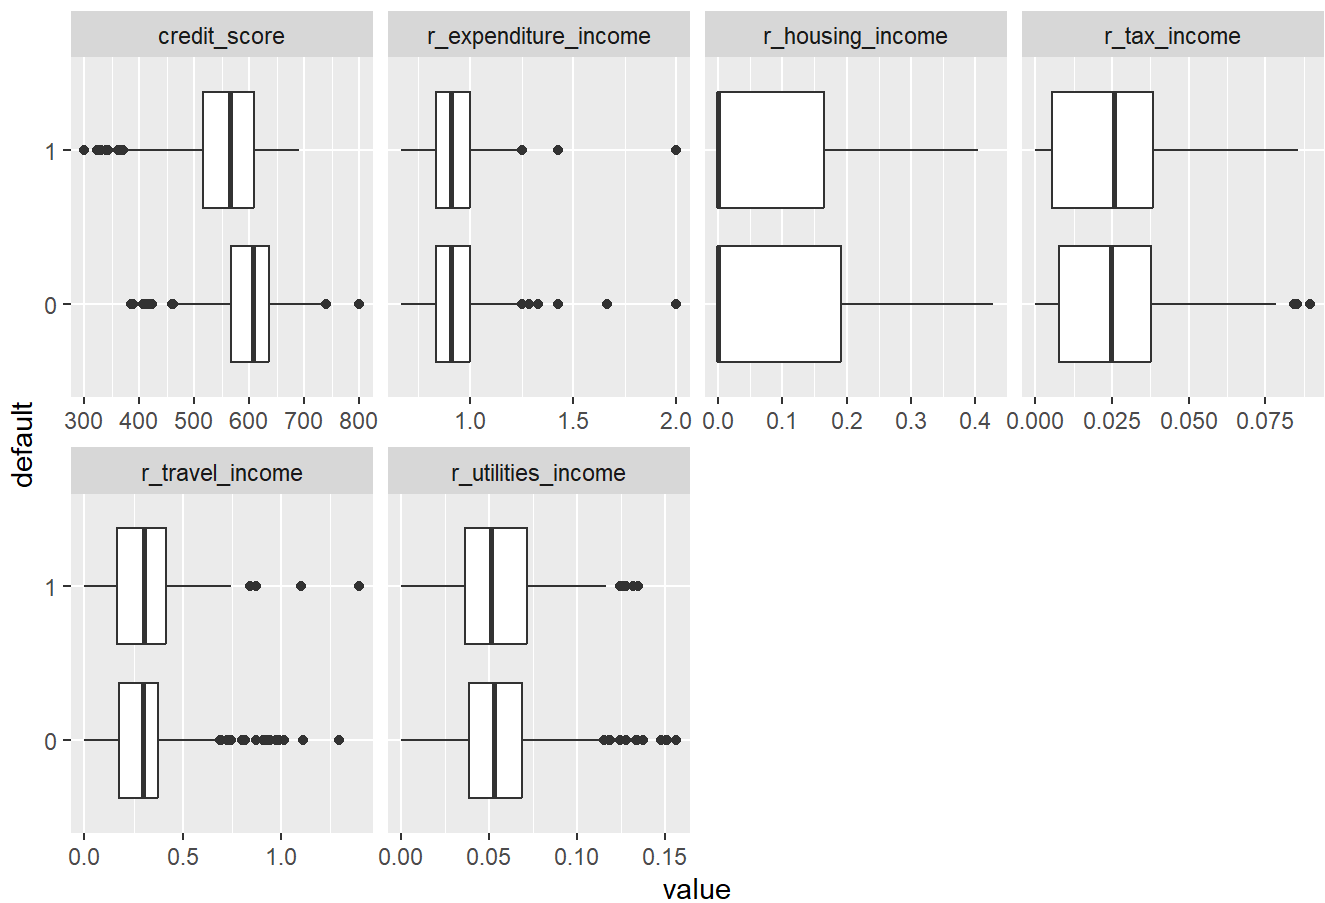 credit_score r_expenditure_income r_housing_income r_tax_income
1
0
300 400 500 600 700 800 1.0 1.5 2.0 0.0 0.1 0.2 0.3 0.4 0.000 0.025 0.050 0.075
default
r_travel_income r_utilities_income
1
0
0.0 0.5 1.0 0.00 0.05 0.10 0.15
value